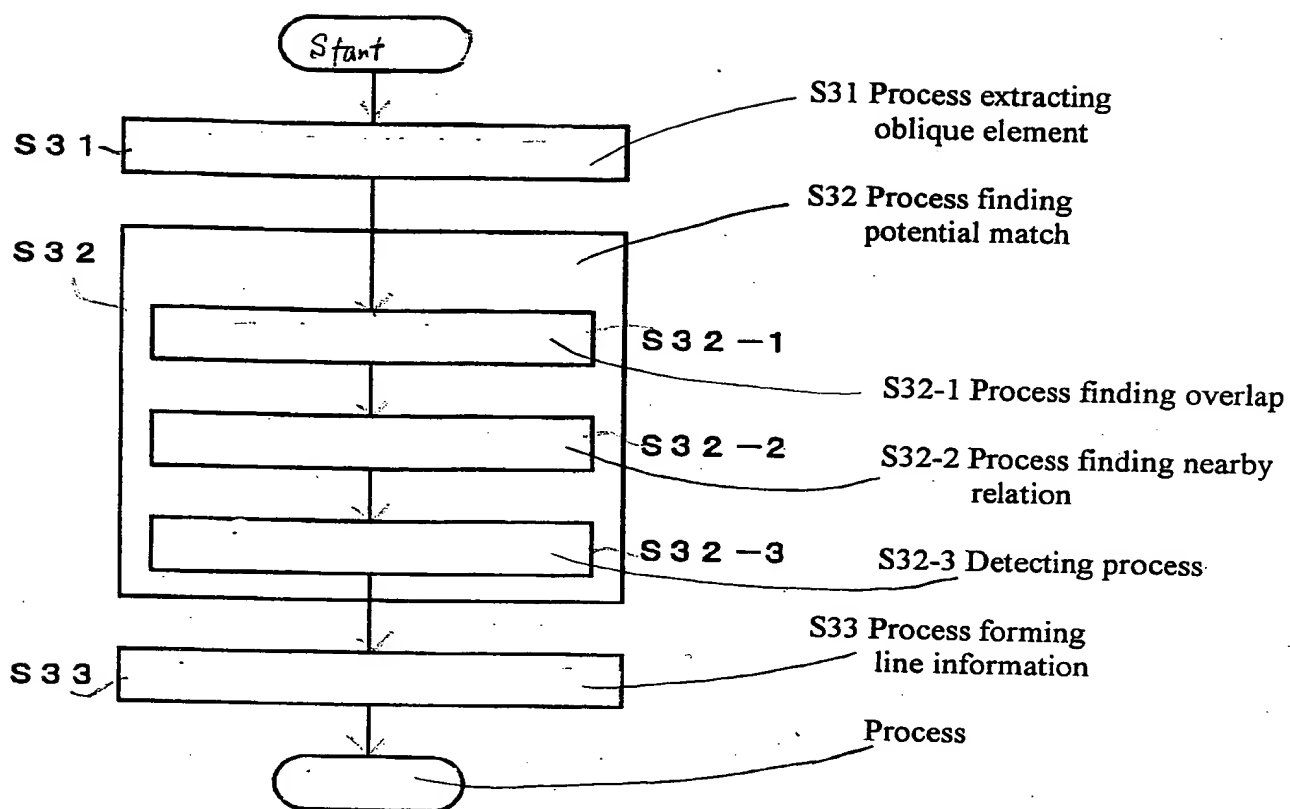 Start
S31 Process extracting
oblique element
S31
S32 Process finding
potential match
S32
S32-1
S32-1 Process finding overlap
S32-2
S32-2 Process finding nearby
relation
S32-3
S32-3 Detecting process
S33 Process forming
line information
S33
Process